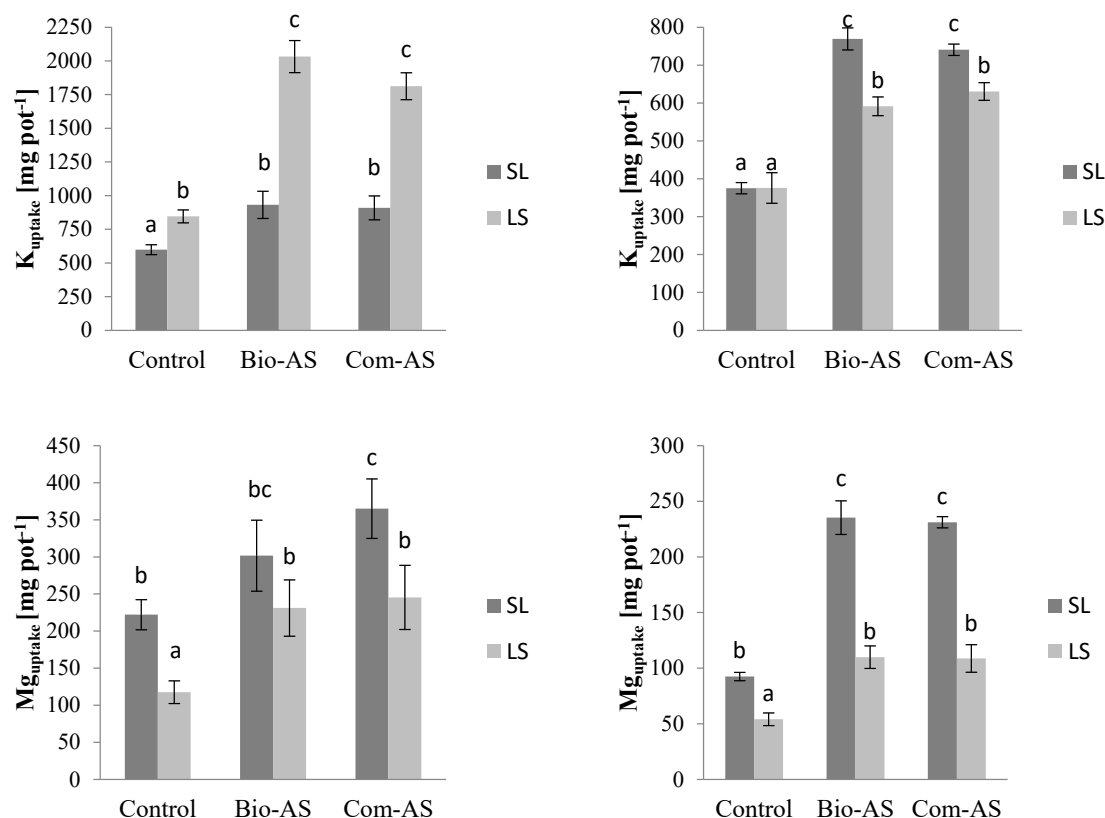 K_uptake [mg pot⁻¹]
2250
2000
1750
1500
1250
1000
750
500
250
0
a
b
b
c
b
c
Control
Bio-AS
Com-AS
SL
LS
K_uptake [mg pot⁻¹]
800
700
600
500
400
300
200
100
0
a
a
c
b
c
b
Control
Bio-AS
Com-AS
SL
LS
Mg_uptake [mg pot⁻¹]
450
400
350
300
250
200
150
100
50
0
b
a
bc
b
c
b
Control
Bio-AS
Com-AS
SL
LS
Mg_uptake [mg pot⁻¹]
300
250
200
150
100
50
0
b
a
c
b
c
b
Control
Bio-AS
Com-AS
SL
LS